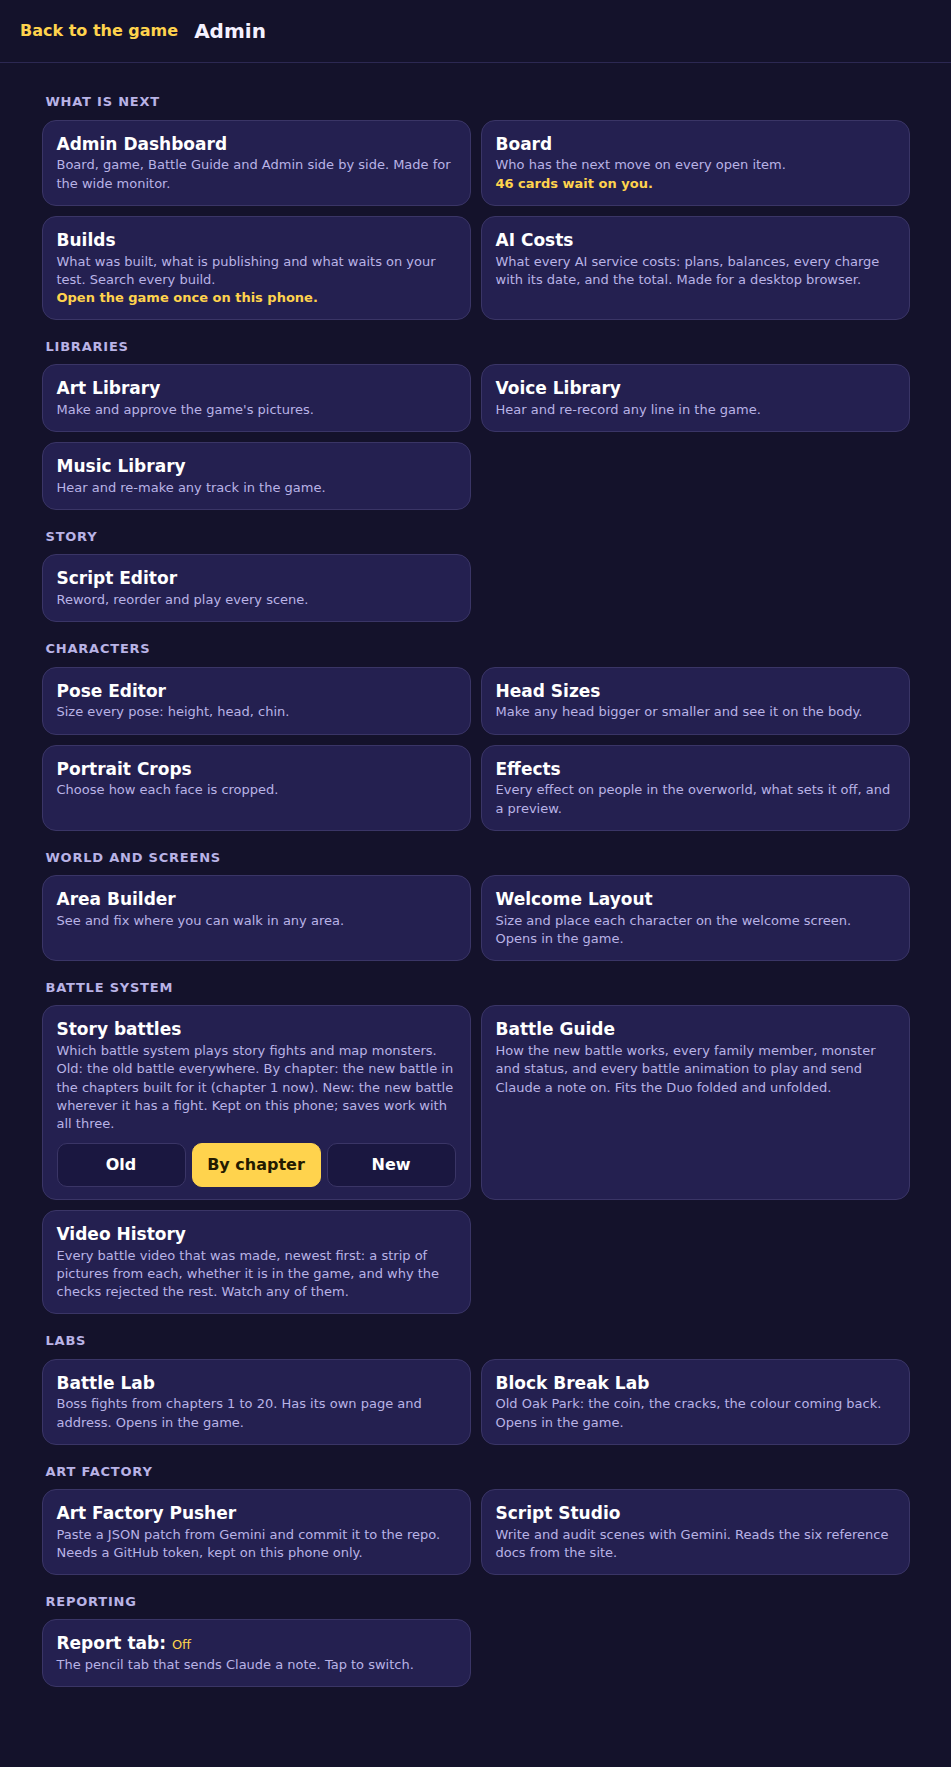 Back to the game Admin
WHAT IS NEXT
Admin Dashboard
Board, game, Battle Guide and Admin side by side. Made for
the wide monitor.
Board
Who has the next move on every open item.
46 cards wait on you.
Builds
What was built, what is publishing and what waits on your
test. Search every build.
Open the game once on this phone.
AI Costs
What every AI service costs: plans, balances, every charge
with its date, and the total. Made for a desktop browser.
LIBRARIES
Art Library
Make and approve the game's pictures.
Voice Library
Hear and re-record any line in the game.
Music Library
Hear and re-make any track in the game.
STORY
Script Editor
Reword, reorder and play every scene.
CHARACTERS
Pose Editor
Size every pose: height, head, chin.
Head Sizes
Make any head bigger or smaller and see it on the body.
Portrait Crops
Choose how each face is cropped.
Effects
Every effect on people in the overworld, what sets it off, and
a preview.
WORLD AND SCREENS
Area Builder
See and fix where you can walk in any area.
Welcome Layout
Size and place each character on the welcome screen.
Opens in the game.
BATTLE SYSTEM
Story battles
Which battle system plays story fights and map monsters.
Old: the old battle everywhere. By chapter: the new battle in
the chapters built for it (chapter 1 now). New: the new battle
wherever it has a fight. Kept on this phone; saves work with
all three.
Old By chapter New
Battle Guide
How the new battle works, every family member, monster
and status, and every battle animation to play and send
Claude a note on. Fits the Duo folded and unfolded.
Video History
Every battle video that was made, newest first: a strip of
pictures from each, whether it is in the game, and why the
checks rejected the rest. Watch any of them.
LABS
Battle Lab
Boss fights from chapters 1 to 20. Has its own page and
address. Opens in the game.
Block Break Lab
Old Oak Park: the coin, the cracks, the colour coming back.
Opens in the game.
ART FACTORY
Art Factory Pusher
Paste a JSON patch from Gemini and commit it to the repo.
Needs a GitHub token, kept on this phone only.
Script Studio
Write and audit scenes with Gemini. Reads the six reference
docs from the site.
REPORTING
Report tab: Off
The pencil tab that sends Claude a note. Tap to switch.